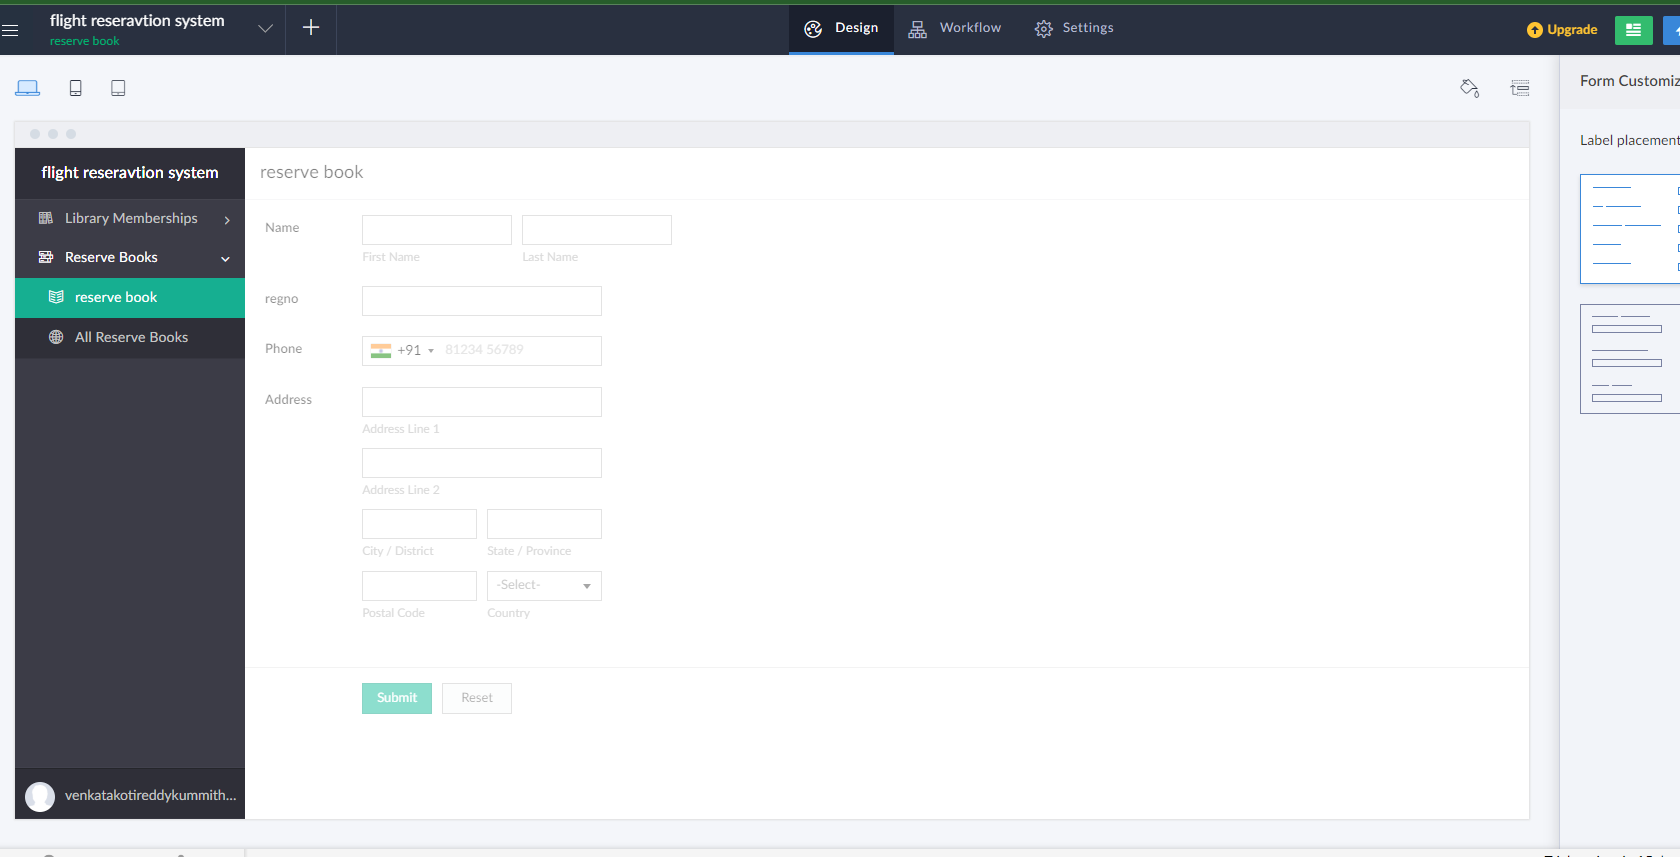 flight reseravtion system
reserve book
Design
Workflow
Settings
Upgrade
Form Customiz
Label placement
flight reseravtion system
Library Memberships
Reserve Books
reserve book
All Reserve Books
venkatakotireddykummith...
reserve book
Name
First Name
Last Name
regno
Phone
+91
81234 56789
Address
Address Line 1
Address Line 2
City / District
State / Province
-Select-
Postal Code
Country
Submit
Reset